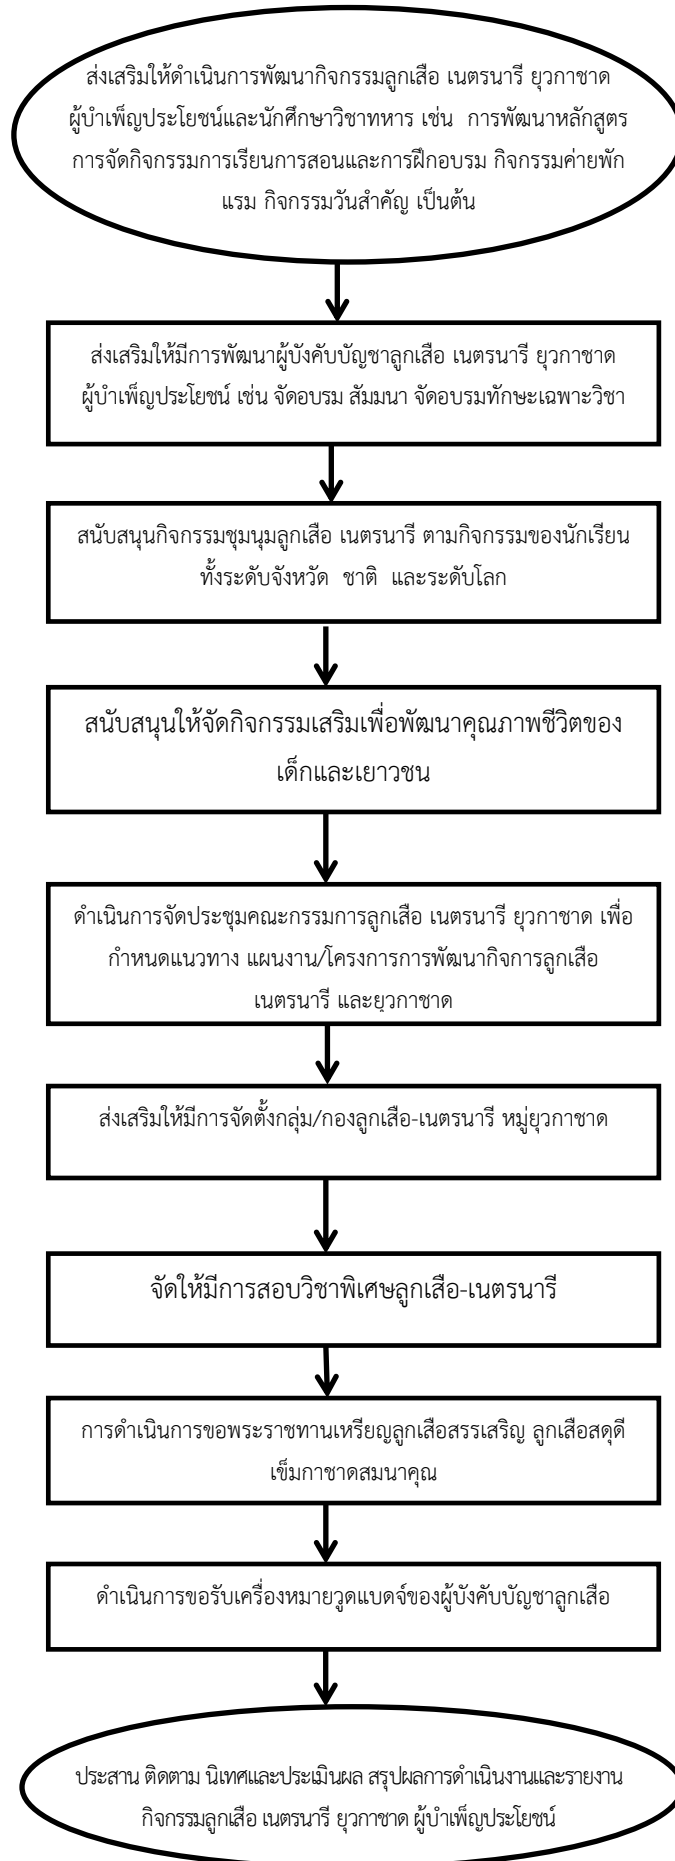 ส่งเสริมให้ดำเนินการพัฒนากิจกรรมลูกเสือ เนตรนารี ยุวกาชาด
ผู้บำเพ็ญประโยชน์และนักศึกษาวิชาทหาร เช่น การพัฒนาหลักสูตร
การจัดกิจกรรมการเรียนการสอนและการฝึกอบรม กิจกรรมค่ายพัก
แรม กิจกรรมวันสำคัญ เป็นต้น
ส่งเสริมให้มีการพัฒนาผู้บังคับบัญชาลูกเสือ เนตรนารี ยุวกาชาด
ผู้บำเพ็ญประโยชน์ เช่น จัดอบรม สัมมนา จัดอบรมทักษะเฉพาะวิชา
สนับสนุนกิจกรรมชุมนุมลูกเสือ เนตรนารี ตามกิจกรรมของนักเรียน
ทั้งระดับจังหวัด ชาติ และระดับโลก
สนับสนุนให้จัดกิจกรรมเสริมเพื่อพัฒนาคุณภาพชีวิตของ
เด็กและเยาวชน
ดำเนินการจัดประชุมคณะกรรมการลูกเสือ เนตรนารี ยุวกาชาด เพื่อ
กำหนดแนวทาง แผนงาน/โครงการการพัฒนากิจการลูกเสือ
เนตรนารี และยุวกาชาด
ส่งเสริมให้มีการจัดตั้งกลุ่ม/กองลูกเสือ-เนตรนารี หมู่ยุวกาชาด
จัดให้มีการสอบวิชาพิเศษลูกเสือ-เนตรนารี
การดำเนินการขอพระราชทานเหรียญลูกเสือสรรเสริญ ลูกเสือสดุดี
เข็มกาชาดสมนาคุณ
ดำเนินการขอรับเครื่องหมายวูดแบดจ์ของผู้บังคับบัญชาลูกเสือ
ประสาน ติดตาม นิเทศและประเมินผล สรุปผลการดำเนินงานและรายงาน
กิจกรรมลูกเสือ เนตรนารี ยุวกาชาด ผู้บำเพ็ญประโยชน์